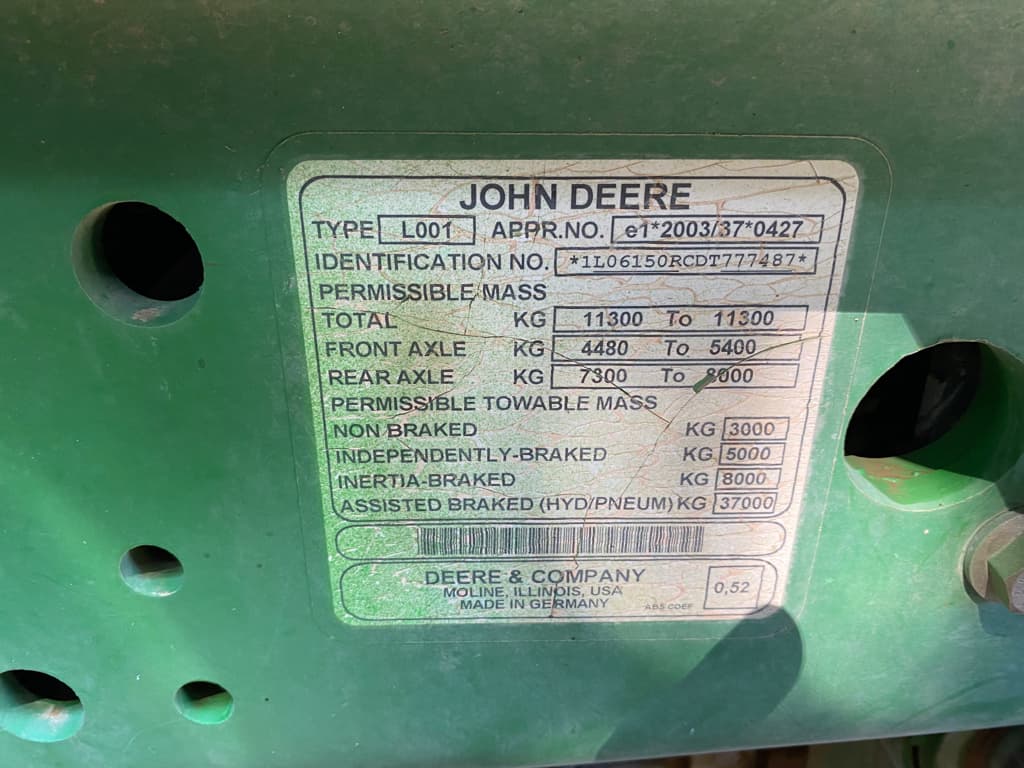 JOHN DEERE
TYPE L001 APPR.NO. e1*2003/37*0427
IDENTIFICATION NO. *1L06150RCDT777487*
PERMISSIBLE MASS
TOTAL KG 11300 To 11300
FRONT AXLE KG 4480 To 5400
REAR AXLE KG 7300 To 8000
PERMISSIBLE TOWABLE MASS
NON BRAKED KG 3000
INDEPENDENTLY-BRAKED KG 5000
INERTIA-BRAKED KG 8000
ASSISTED BRAKED (HYD/PNEUM) KG 37000
DEERE & COMPANY
MOLINE, ILLINOIS, USA
MADE IN GERMANY
ABS COEF 0,52